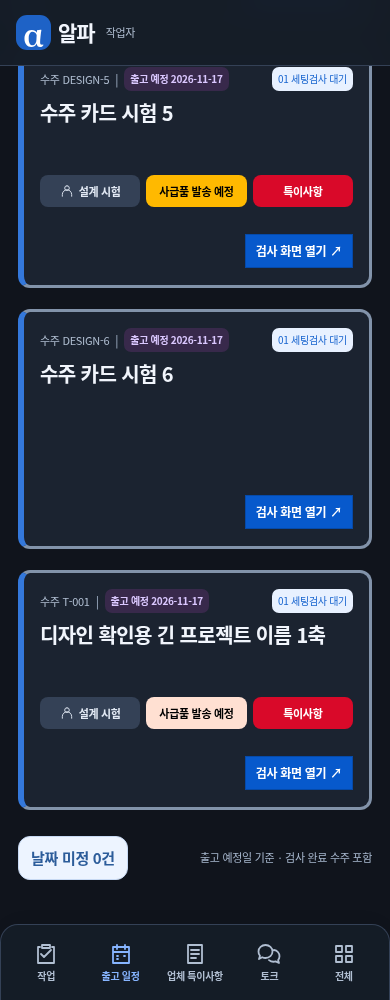 α 알파 작업자
수주 DESIGN-5 | 출고 예정 2026-11-17 01 세팅검사 대기
수주 카드 시험 5
설계 시험 사급품 발송 예정 특이사항
검사 화면 열기 ↗
수주 DESIGN-6 | 출고 예정 2026-11-17 01 세팅검사 대기
수주 카드 시험 6
검사 화면 열기 ↗
수주 T-001 | 출고 예정 2026-11-17 01 세팅검사 대기
디자인 확인용 긴 프로젝트 이름 1축
설계 시험 사급품 발송 예정 특이사항
검사 화면 열기 ↗
날짜 미정 0건 출고 예정일 기준 · 검사 완료 수주 포함
작업 출고 일정 업체 특이사항 토크 전체